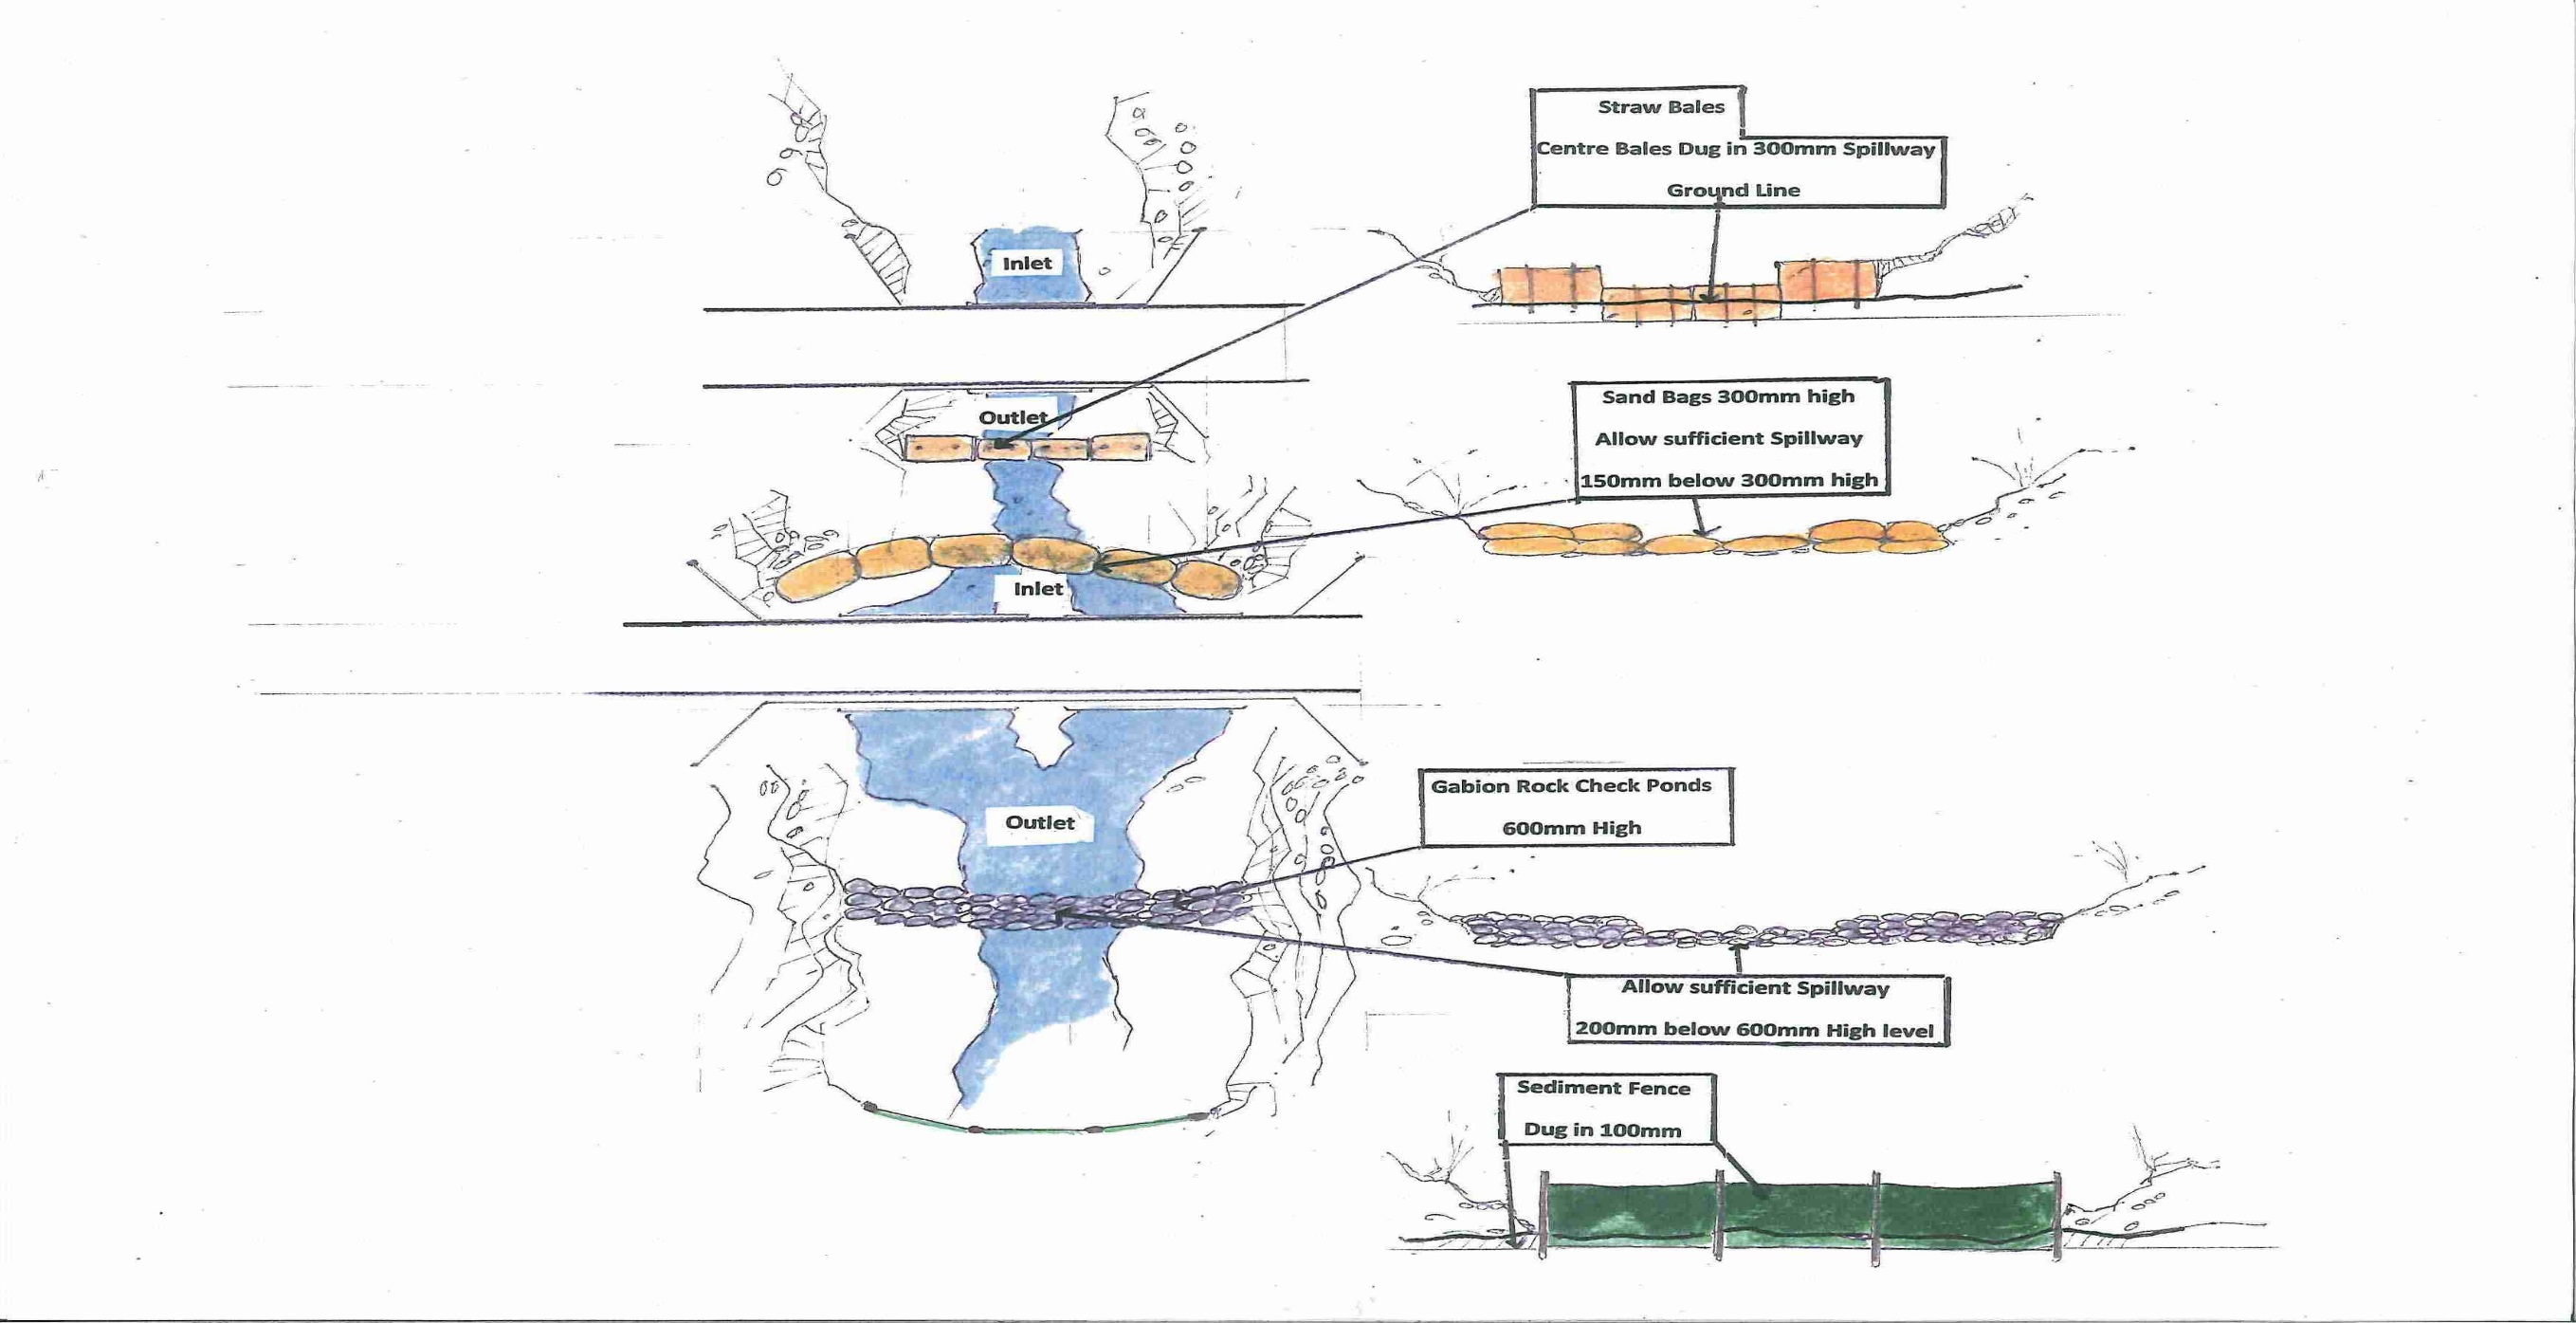 Straw Bales
Centre Bales Dug in 300mm Spillway
Ground Line
Inlet
Outlet
Sand Bags 300mm high
Allow sufficient Spillway
150mm below 300mm high
Inlet
Gabion Rock Check Ponds
600mm High
Outlet
Allow sufficient Spillway
200mm below 600mm High level
Sediment Fence
Dug in 100mm